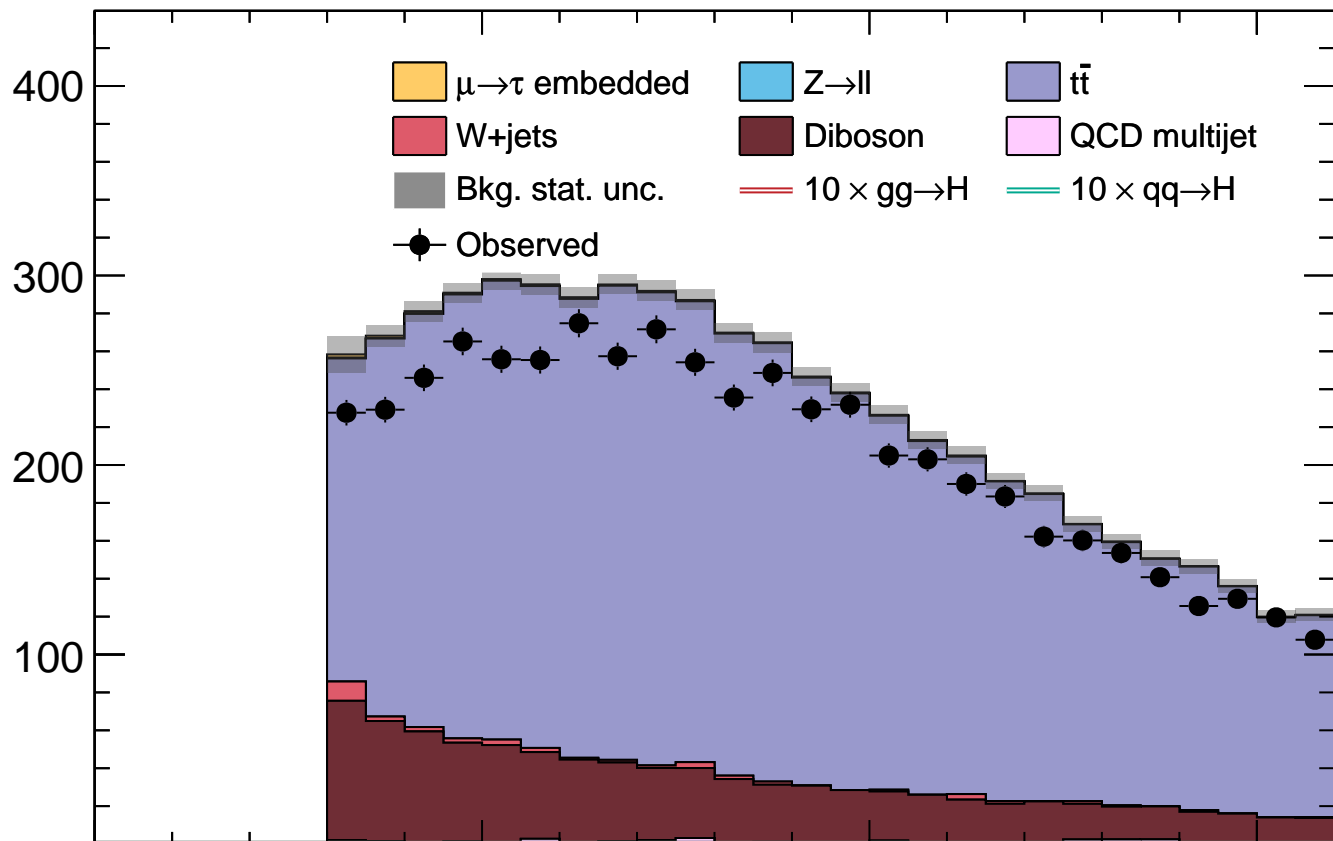 400
μ→τ embedded Z→ll tt̄
W+jets Diboson QCD multijet
Bkg. stat. unc. 10 × gg→H 10 × qq→H
Observed
300
200
100